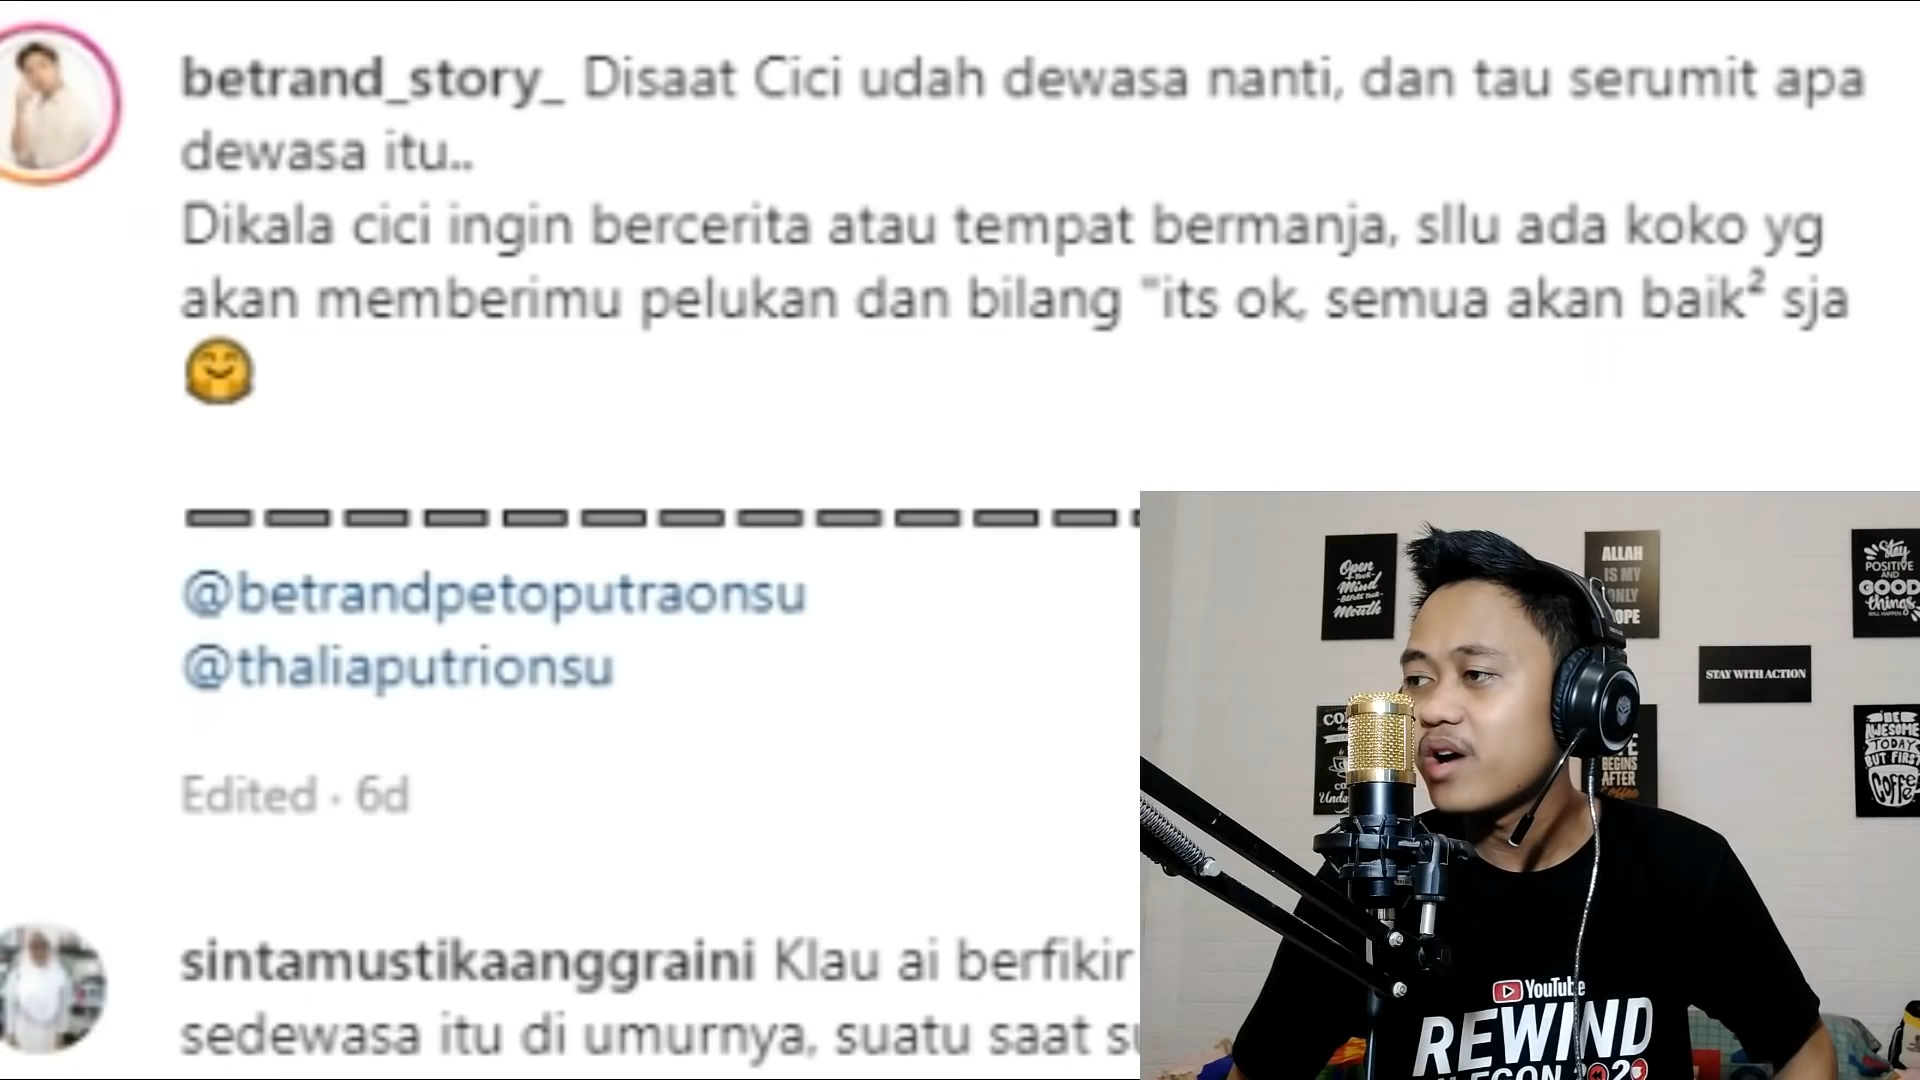 betrand_story_ Disaat Cici udah dewasa nanti, dan tau serumit apa
dewasa itu..
Dikala cici ingin bercerita atau tempat bermanja, sllu ada koko yg
akan memberimu pelukan dan bilang "its ok, semua akan baik² sja
🤗
@betrandpetoputraonsu
@thaliaputrionsu
Edited · 6d
sintamustikaanggraini Klau ai berfikir
sedewasa itu di umurnya, suatu saat
Open
Your
Mind
Before Your
Mouth
ALLAH
IS MY
ONLY
HOPE
Stay
POSITIVE
AND
GOOD
things
WILL HAPPEN
STAY WITH ACTION
BEGINS
AFTER
Coffee
BE
AWESOME
TODAY
BUT FIRST
Coffee
YouTube
REWIND